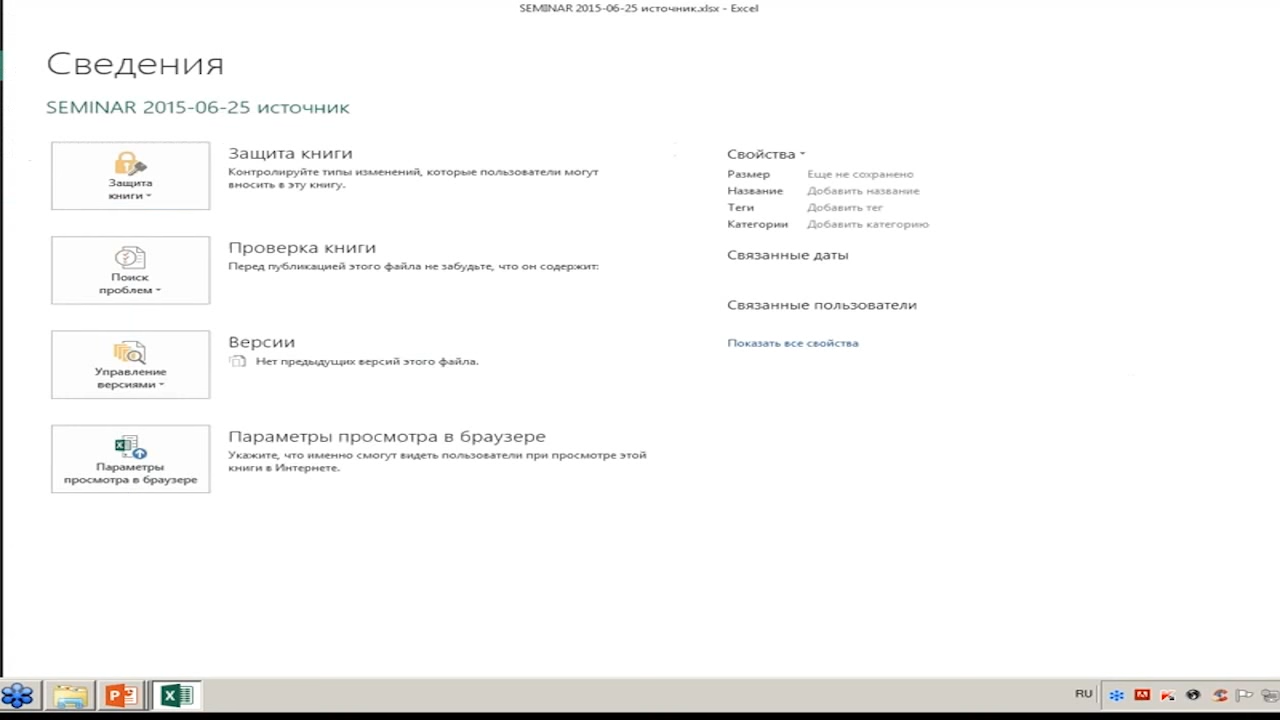 SEMINAR 2015-06-25 источник.xlsx - Excel
Сведения
SEMINAR 2015-06-25 источник
Защита
книги
Защита книги
Контролируйте типы изменений, которые пользователи могут
вносить в эту книгу.
Поиск
проблем
Проверка книги
Перед публикацией этого файла не забудьте, что он содержит:
Управление
версиями
Версии
Нет предыдущих версий этого файла.
Параметры
просмотра в браузере
Параметры просмотра в браузере
Укажите, что именно смогут видеть пользователи при просмотре этой
книги в Интернете.
Свойства
Размер Еще не сохранено
Название Добавить название
Теги Добавить тег
Категории Добавить категорию
Связанные даты
Связанные пользователи
Показать все свойства
RU